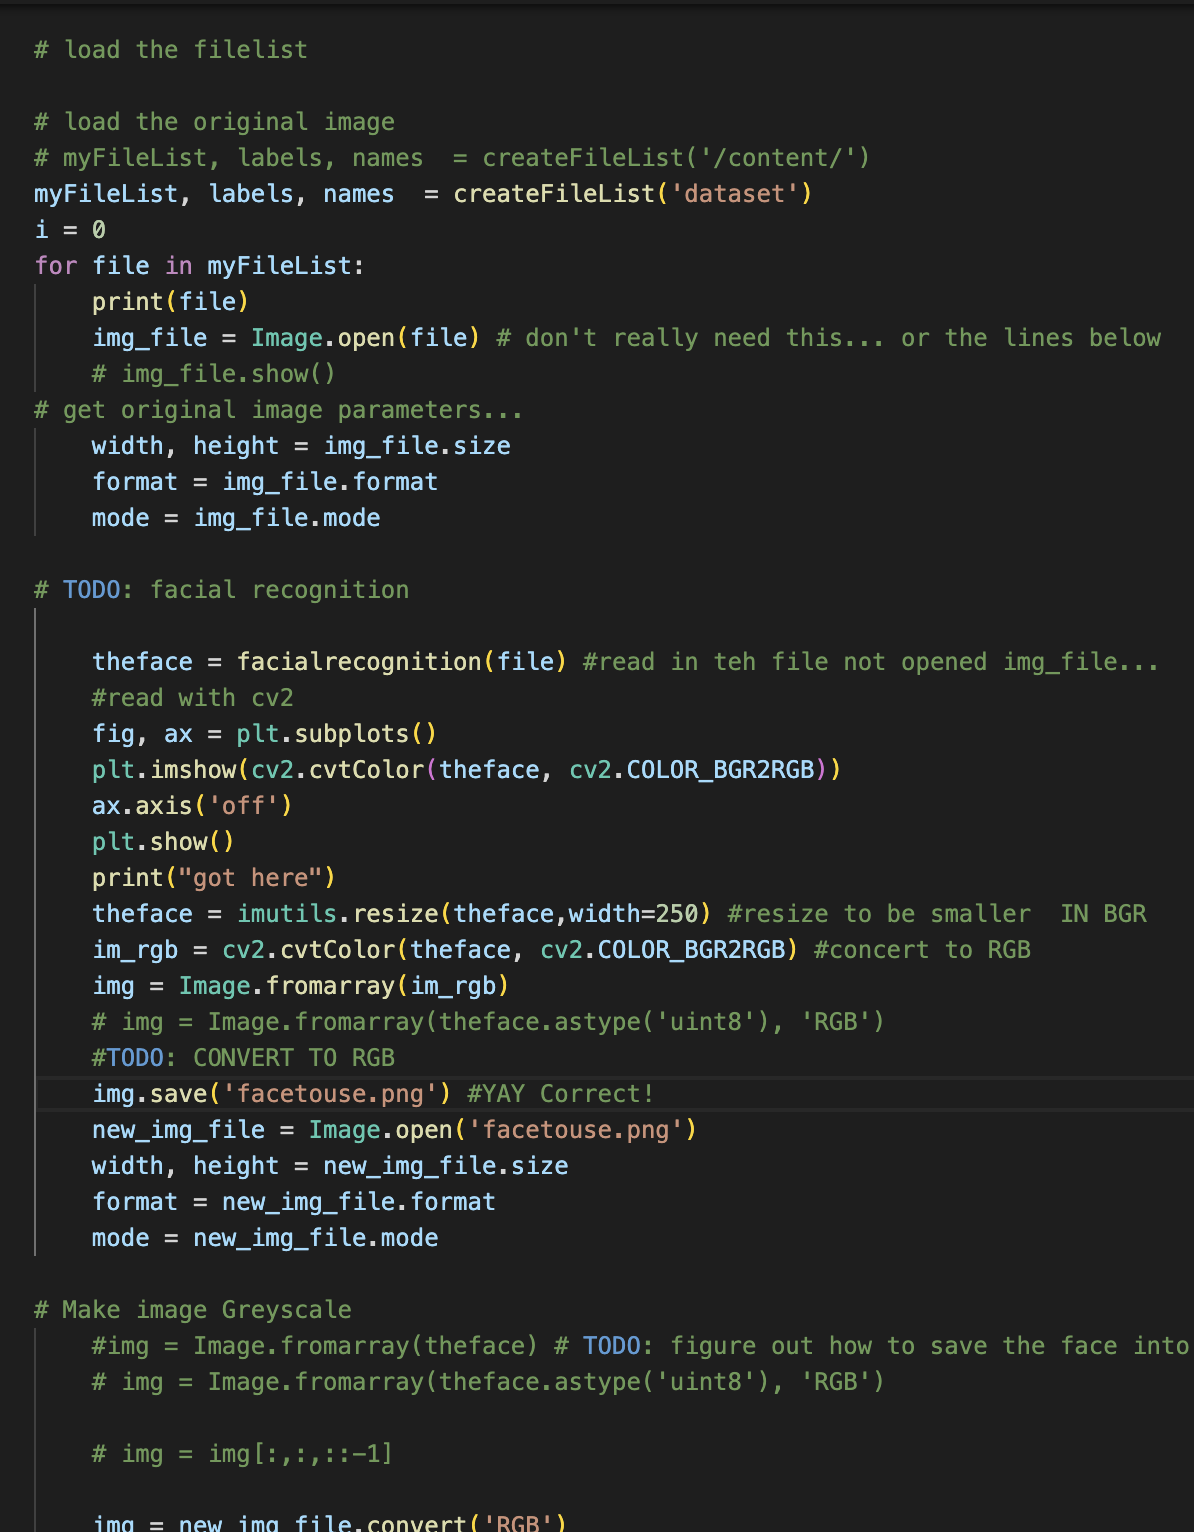 # load the filelist
# load the original image
# myFileList, labels, names  = createFileList('/content/')
myFileList, labels, names  = createFileList('dataset')
i = 0
for file in myFileList:
    print(file)
    img_file = Image.open(file) # don't really need this... or the lines below
    # img_file.show()
# get original image parameters...
    width, height = img_file.size
    format = img_file.format
    mode = img_file.mode
# TODO: facial recognition
    theface = facialrecognition(file) #read in teh file not opened img_file...
    #read with cv2
    fig, ax = plt.subplots()
    plt.imshow(cv2.cvtColor(theface, cv2.COLOR_BGR2RGB))
    ax.axis('off')
    plt.show()
    print("got here")
    theface = imutils.resize(theface,width=250) #resize to be smaller  IN BGR
    im_rgb = cv2.cvtColor(theface, cv2.COLOR_BGR2RGB) #concert to RGB
    img = Image.fromarray(im_rgb)
    # img = Image.fromarray(theface.astype('uint8'), 'RGB')
    #TODO: CONVERT TO RGB
    img.save('facetouse.png') #YAY Correct!
    new_img_file = Image.open('facetouse.png')
    width, height = new_img_file.size
    format = new_img_file.format
    mode = new_img_file.mode
# Make image Greyscale
    #img = Image.fromarray(theface) # TODO: figure out how to save the face into
    # img = Image.fromarray(theface.astype('uint8'), 'RGB')
    # img = img[:,:,::-1]
    img = new_img_file.convert('RGB')